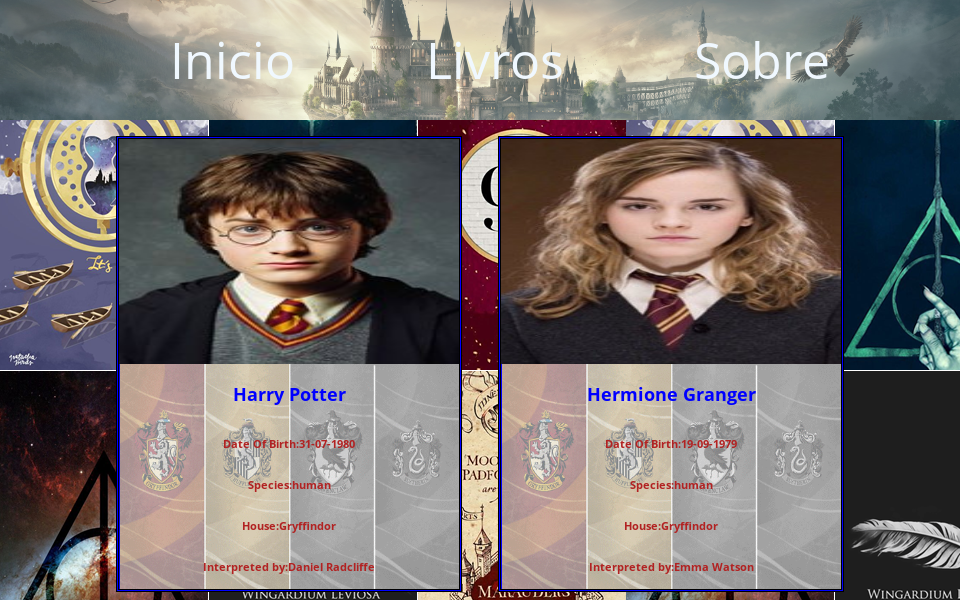 Inicio
Livros
Sobre
It's
Harry Potter
Date Of Birth:31-07-1980
Species:human
House:Gryffindor
Interpreted by:Daniel Radcliffe
Hermione Granger
Date Of Birth:19-09-1979
Species:human
House:Gryffindor
Interpreted by:Emma Watson
are
MARAUDERS
WINGARDIUM LEVIOSA
WINGARDIUM